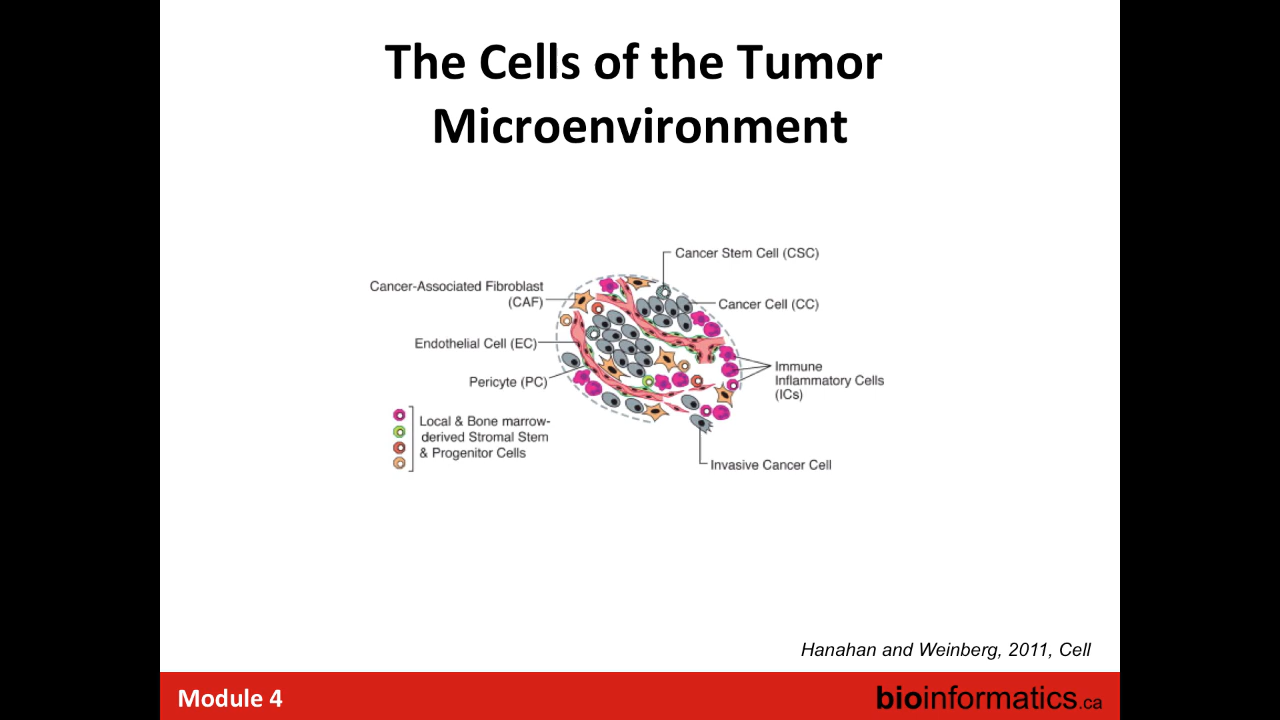 The Cells of the Tumor
Microenvironment
Cancer Stem Cell (CSC)
Cancer-Associated Fibroblast
(CAF)
Cancer Cell (CC)
Endothelial Cell (EC)
Pericyte (PC)
Immune
Inflammatory Cells
(ICs)
Local & Bone marrow-
derived Stromal Stem
& Progenitor Cells
Invasive Cancer Cell
Hanahan and Weinberg, 2011, Cell
Module 4
bioinformatics.ca